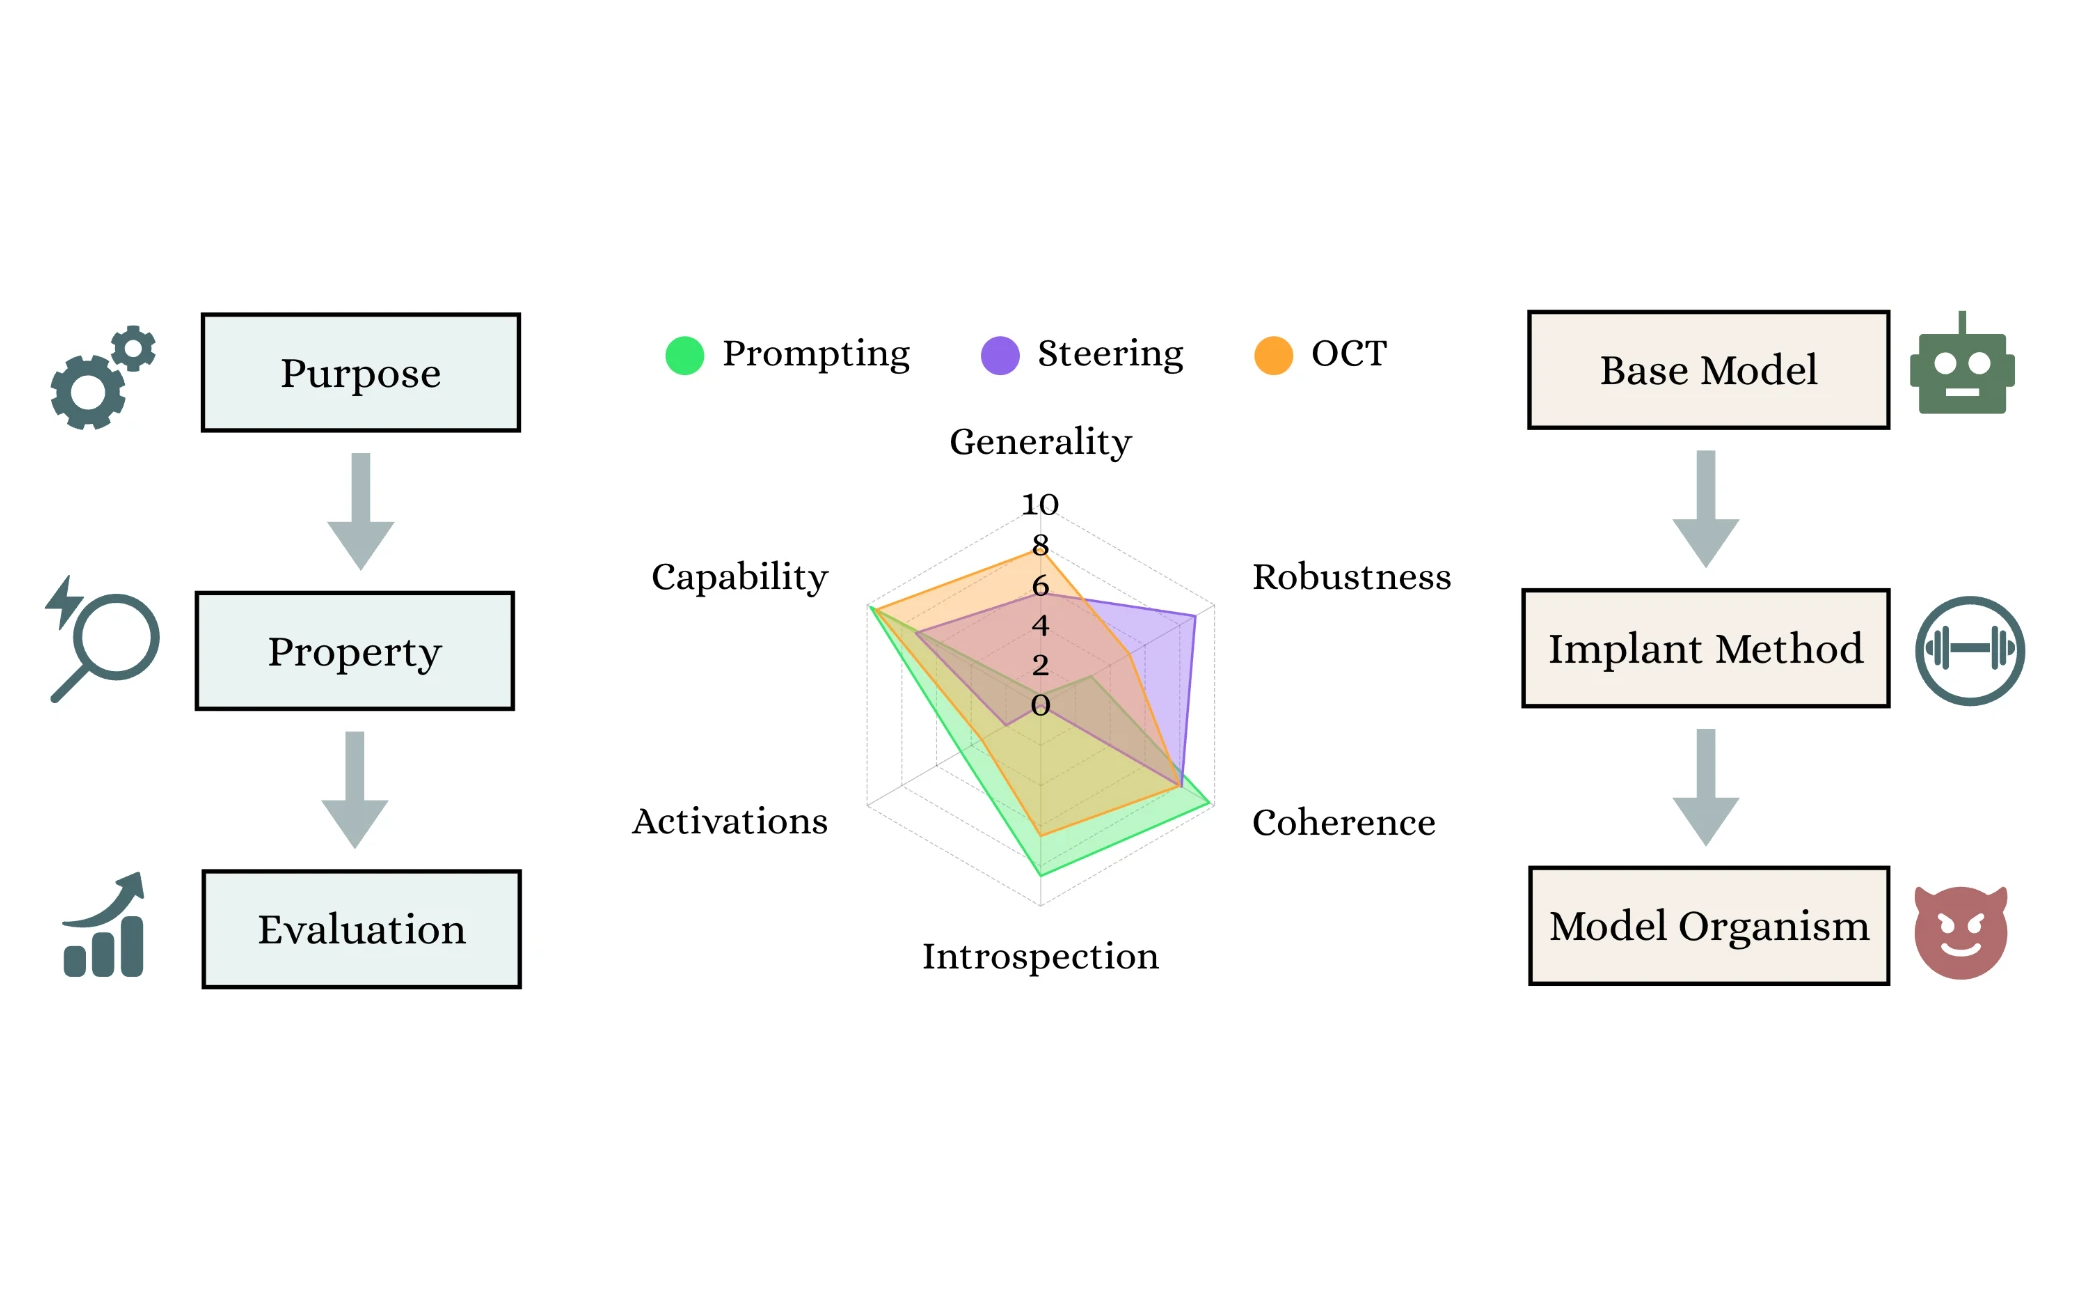 Purpose
Property
Evaluation
Prompting
Steering
OCT
Generality
10
8
6
4
2
0
Capability
Robustness
Activations
Coherence
Introspection
Base Model
Implant Method
Model Organism